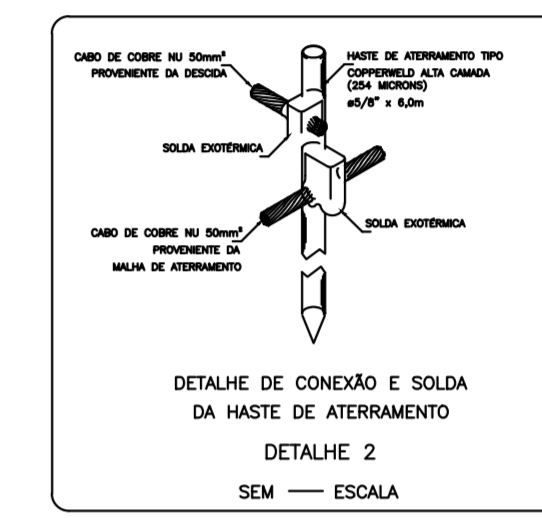 CABO DE COBRE NU 50mm²
PROVENIENTE DA DESCIDA
HASTE DE ATERRAMENTO TIPO
COPPERWELD ALTA CAMADA
(254 MICRONS)
ø5/8" x 6,0m
SOLDA EXOTÉRMICA
SOLDA EXOTÉRMICA
CABO DE COBRE NU 50mm²
PROVENIENTE DA
MALHA DE ATERRAMENTO
DETALHE DE CONEXÃO E SOLDA
DA HASTE DE ATERRAMENTO
DETALHE 2
SEM — ESCALA